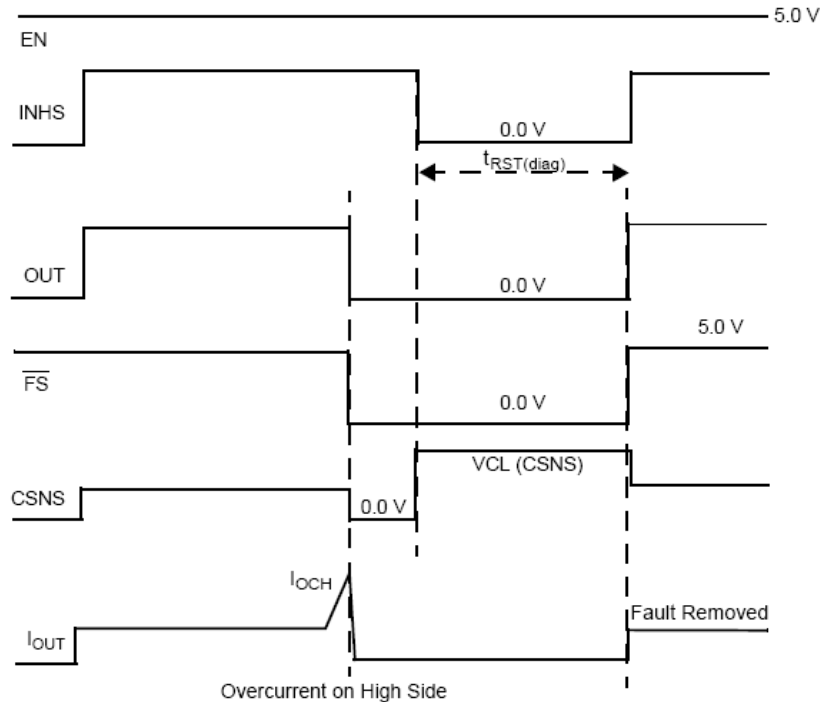 5.0 V
EN
INHS
0.0 V
tRST(diag)
OUT
0.0 V
5.0 V
FS
0.0 V
VCL (CSNS)
CSNS
0.0 V
IOCH
Fault Removed
IOUT
Overcurrent on High Side